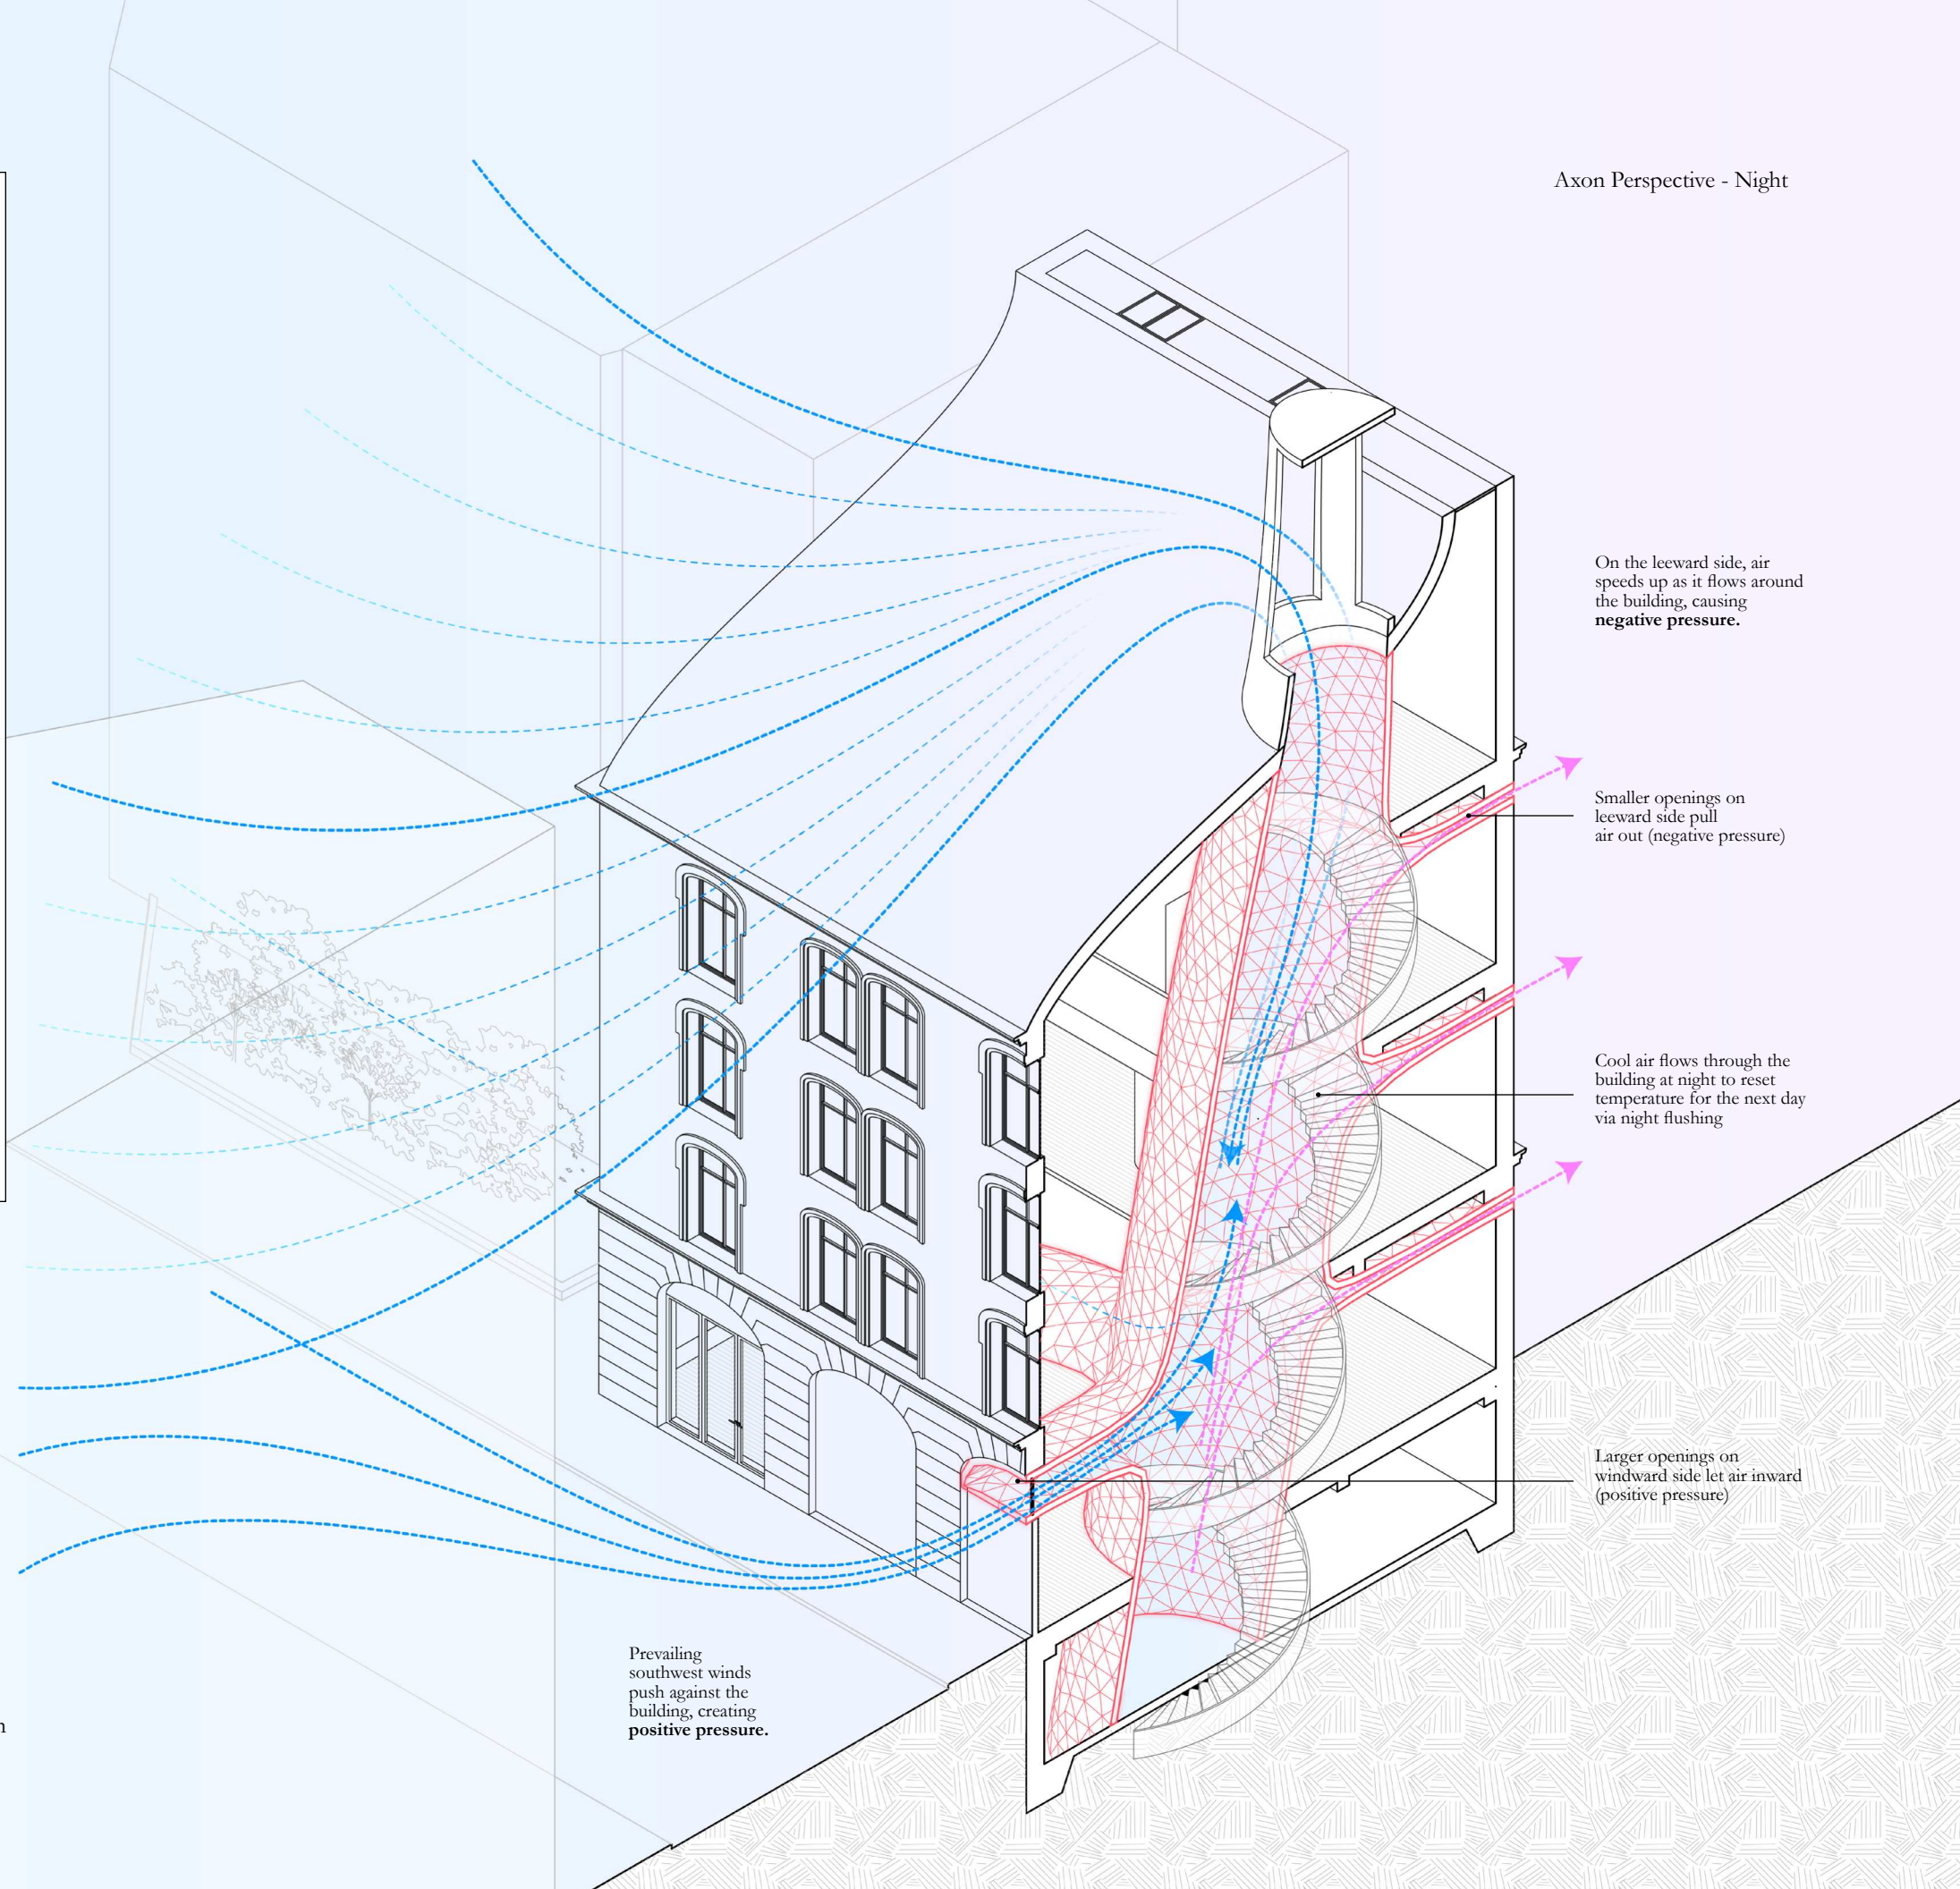 Axon Perspective - Night
On the leeward side, air
speeds up as it flows around
the building, causing
negative pressure.
Smaller openings on
leeward side pull
air out (negative pressure)
Cool air flows through the
building at night to reset
temperature for the next day
via night flushing
Larger openings on
windward side let air inward
(positive pressure)
Prevailing
southwest winds
push against the
building, creating
positive pressure.